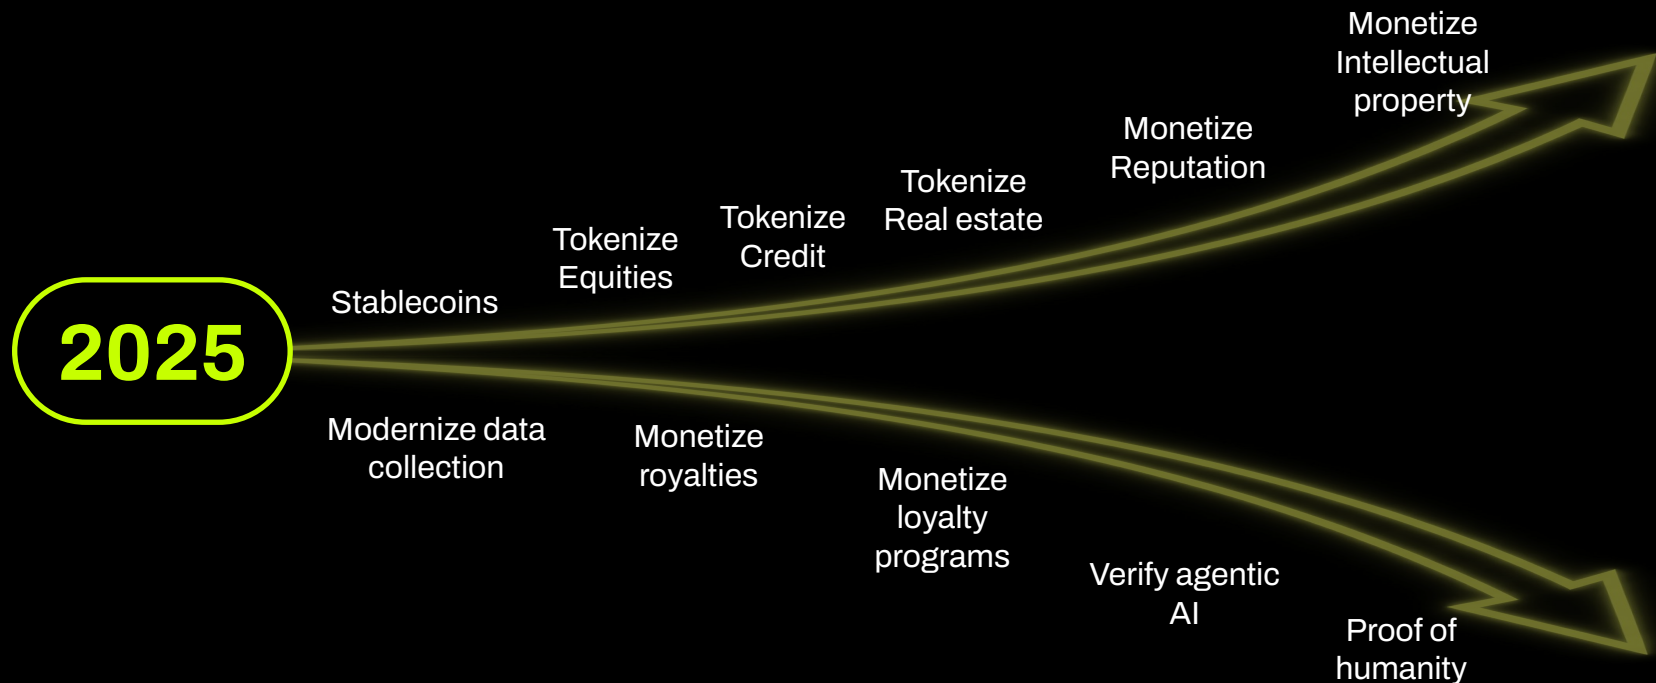 2025
Stablecoins
Tokenize
Equities
Tokenize
Credit
Tokenize
Real estate
Monetize
Reputation
Monetize
Intellectual
property
Modernize data
collection
Monetize
royalties
Monetize
loyalty
programs
Verify agentic
AI
Proof of
humanity